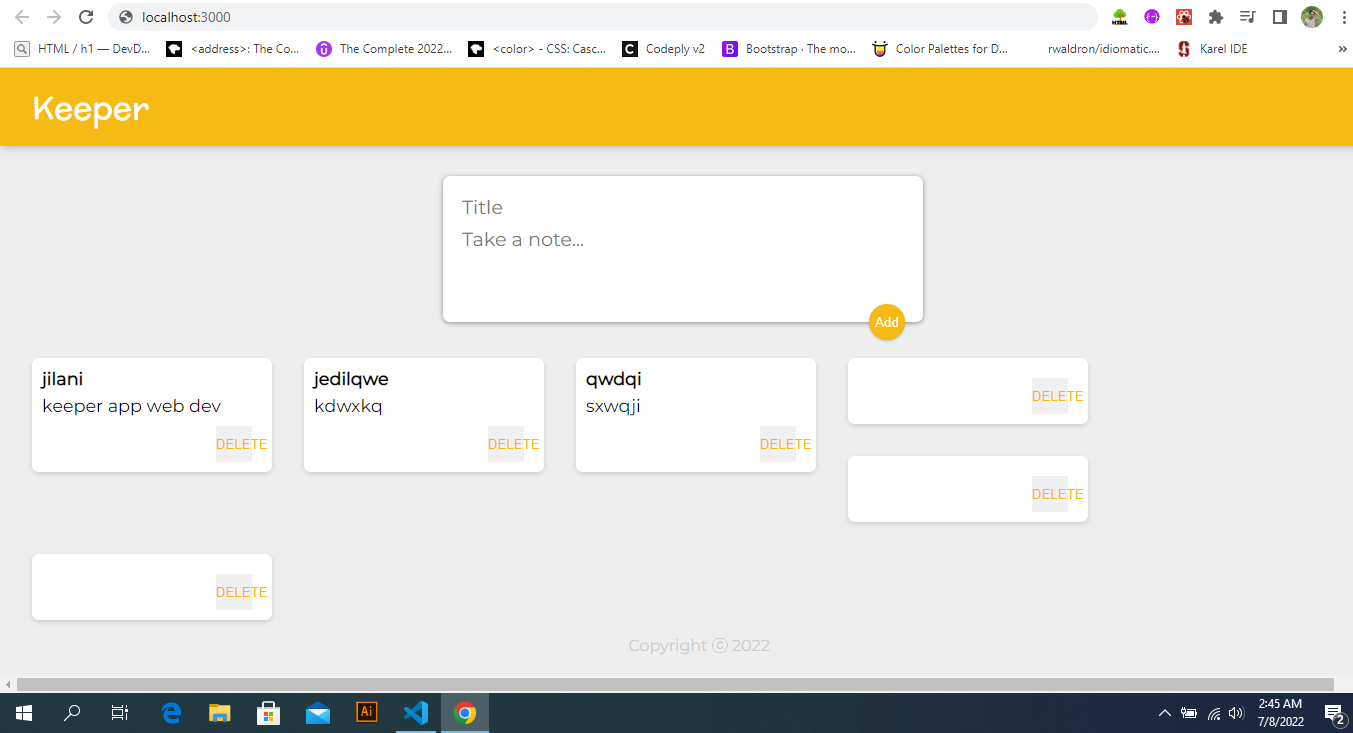 localhost:3000
HTML / h1 — DevD...
<address>: The Co...
The Complete 2022...
<color> - CSS: Casc...
Codeply v2
Bootstrap · The mo...
Color Palettes for D...
rwaldron/idiomatic....
Karel IDE
»
Keeper
Title
Take a note...
Add
jilani
keeper app web dev
DELETE
jedilqwe
kdwxkq
DELETE
qwdqi
sxwqji
DELETE
DELETE
DELETE
DELETE
Copyright ⓒ 2022
2:45 AM
7/8/2022
2